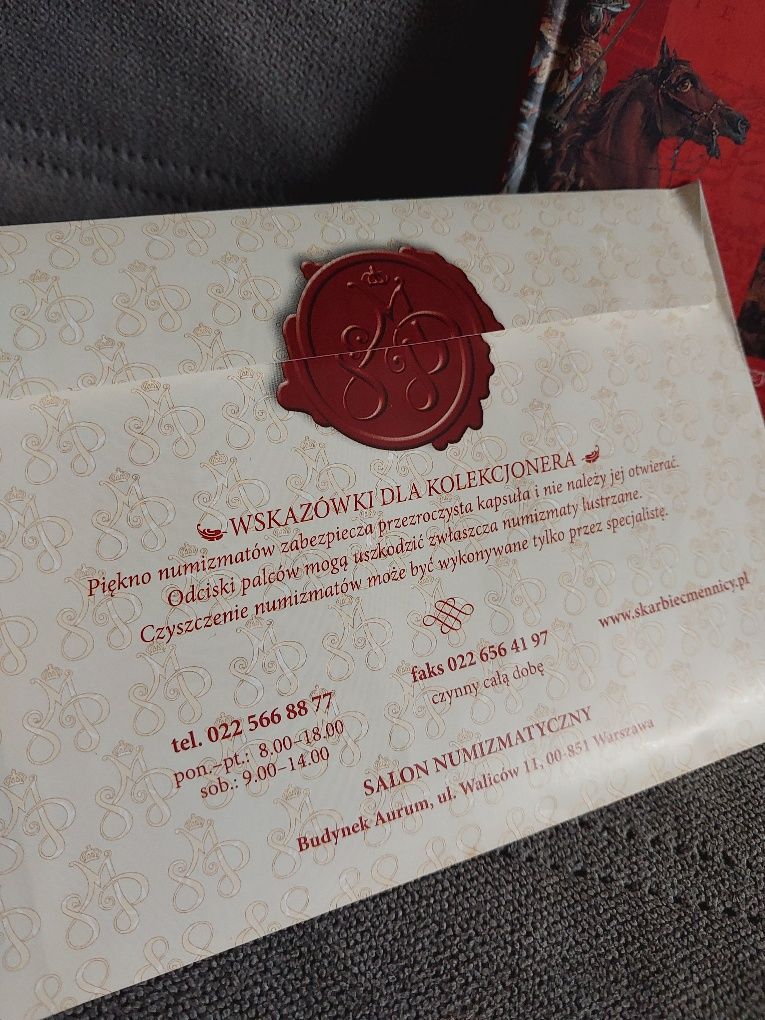 WSKAZÓWKI DLA KOLEKCJONERA
Piękno numizmatów zabezpiecza przezroczysta kapsuła i nie należy jej otwierać.
Odciski palców mogą uszkodzić zwłaszcza numizmaty lustrzane.
Czyszczenie numizmatów może być wykonywane tylko przez specjalistę.
tel. 022 566 88 77
pon.–pt.: 8.00–18.00
sob.: 9.00–14.00
faks 022 656 41 97
czynny całą dobę
www.skarbiecmennicy.pl
SALON NUMIZMATYCZNY
Budynek Aurum, ul. Waliców 11, 00-851 Warszawa